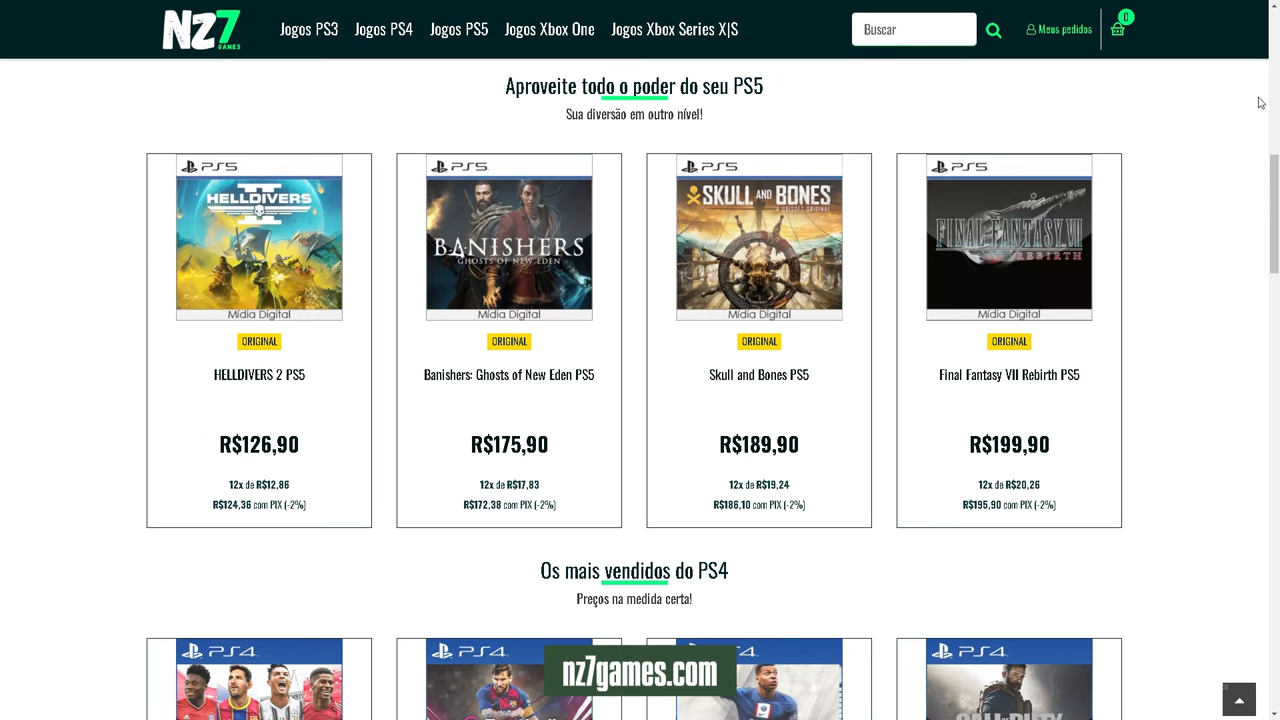 NZ7 GAMES
Jogos PS3 Jogos PS4 Jogos PS5 Jogos Xbox One Jogos Xbox Series X|S
Buscar
Meus pedidos
0
Aproveite todo o poder do seu PS5
Sua diversão em outro nível!
PS5 PS5 PS5 PS5
HELLDIVERS II
BANISHERS
GHOSTS OF NEW EDEN
SKULL AND BONES
A UBISOFT ORIGINAL
FINAL FANTASY VII
REBIRTH
Mídia Digital Mídia Digital Mídia Digital Mídia Digital
ORIGINAL ORIGINAL ORIGINAL ORIGINAL
HELLDIVERS 2 PS5 Banishers: Ghosts of New Eden PS5 Skull and Bones PS5 Final Fantasy VII Rebirth PS5
R$126,90 R$175,90 R$189,90 R$199,90
12x de R$12,86 12x de R$17,83 12x de R$19,24 12x de R$20,26
R$124,36 com PIX (-2%) R$172,38 com PIX (-2%) R$186,10 com PIX (-2%) R$195,90 com PIX (-2%)
Os mais vendidos do PS4
Preços na medida certa!
PS4 PS4 PS4 PS4
nz7games.com